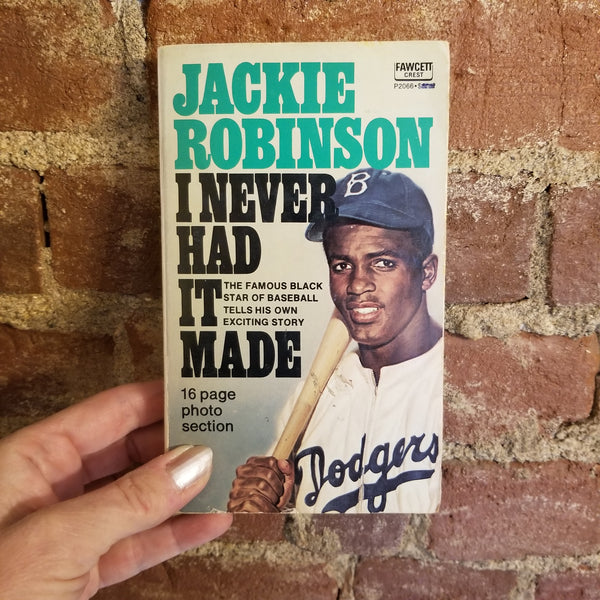 FAWCETT
CREST
P2066•
JACKIE
ROBINSON
I NEVER
HAD
IT
MADE
THE FAMOUS BLACK
STAR OF BASEBALL
TELLS HIS OWN
EXCITING STORY
16 page
photo
section
B
Dodgers